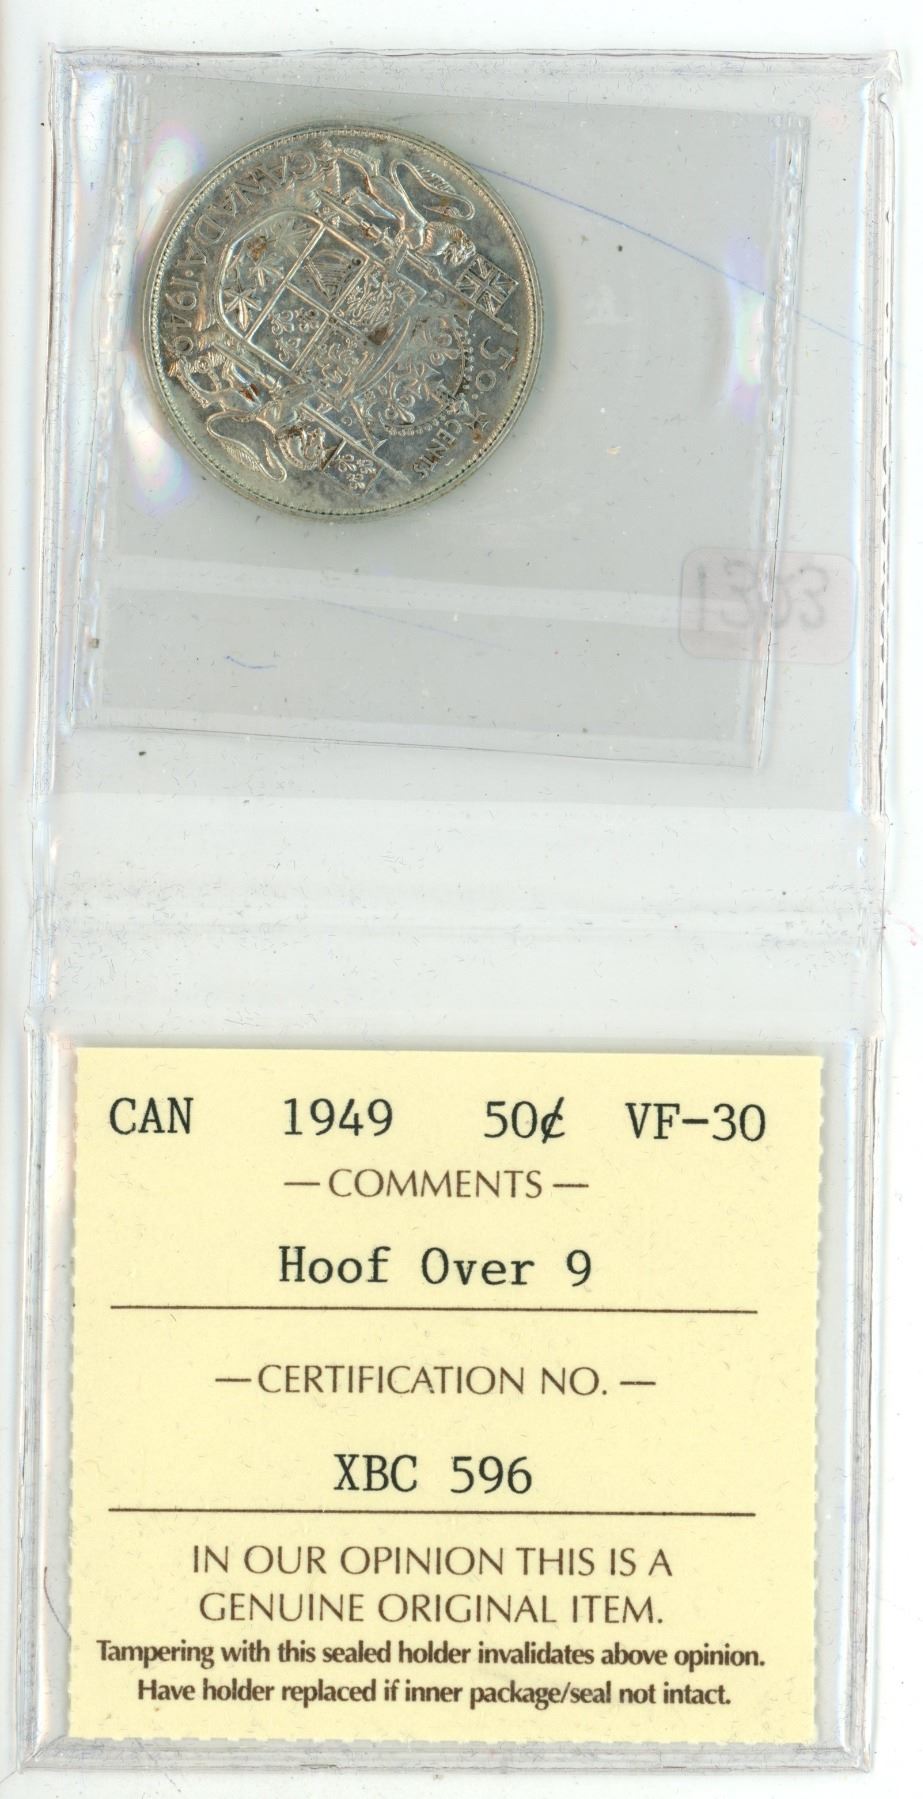 CANADA·1949
50·CENTS
1303
CAN 1949 50¢ VF-30
—COMMENTS—
Hoof Over 9
—CERTIFICATION NO.—
XBC 596
IN OUR OPINION THIS IS A
GENUINE ORIGINAL ITEM.
Tampering with this sealed holder invalidates above opinion.
Have holder replaced if inner package/seal not intact.